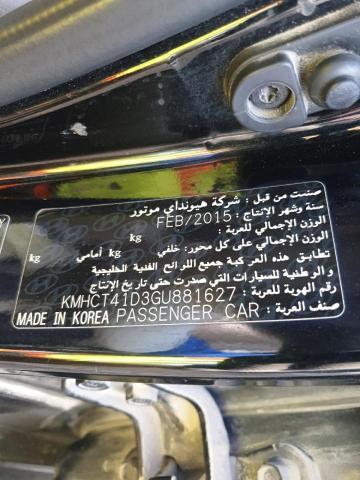 صنعت من قبل : شركة هيونداي موتور
سنة وشهر الإنتاج : FEB/2015
الوزن الإجمالي للعربة : kg
الوزن الإجمالي على كل محور: خلفي kg أمامي kg
تطابق هذه العربة جميع اللوائح الفنية الخليجية
و الوطنية للسيارات التي صدرت حتى تاريخ الإنتاج
رقم الهوية للعربة : KMHCT41D3GU881627
صنف العربة : PASSENGER CAR MADE IN KOREA